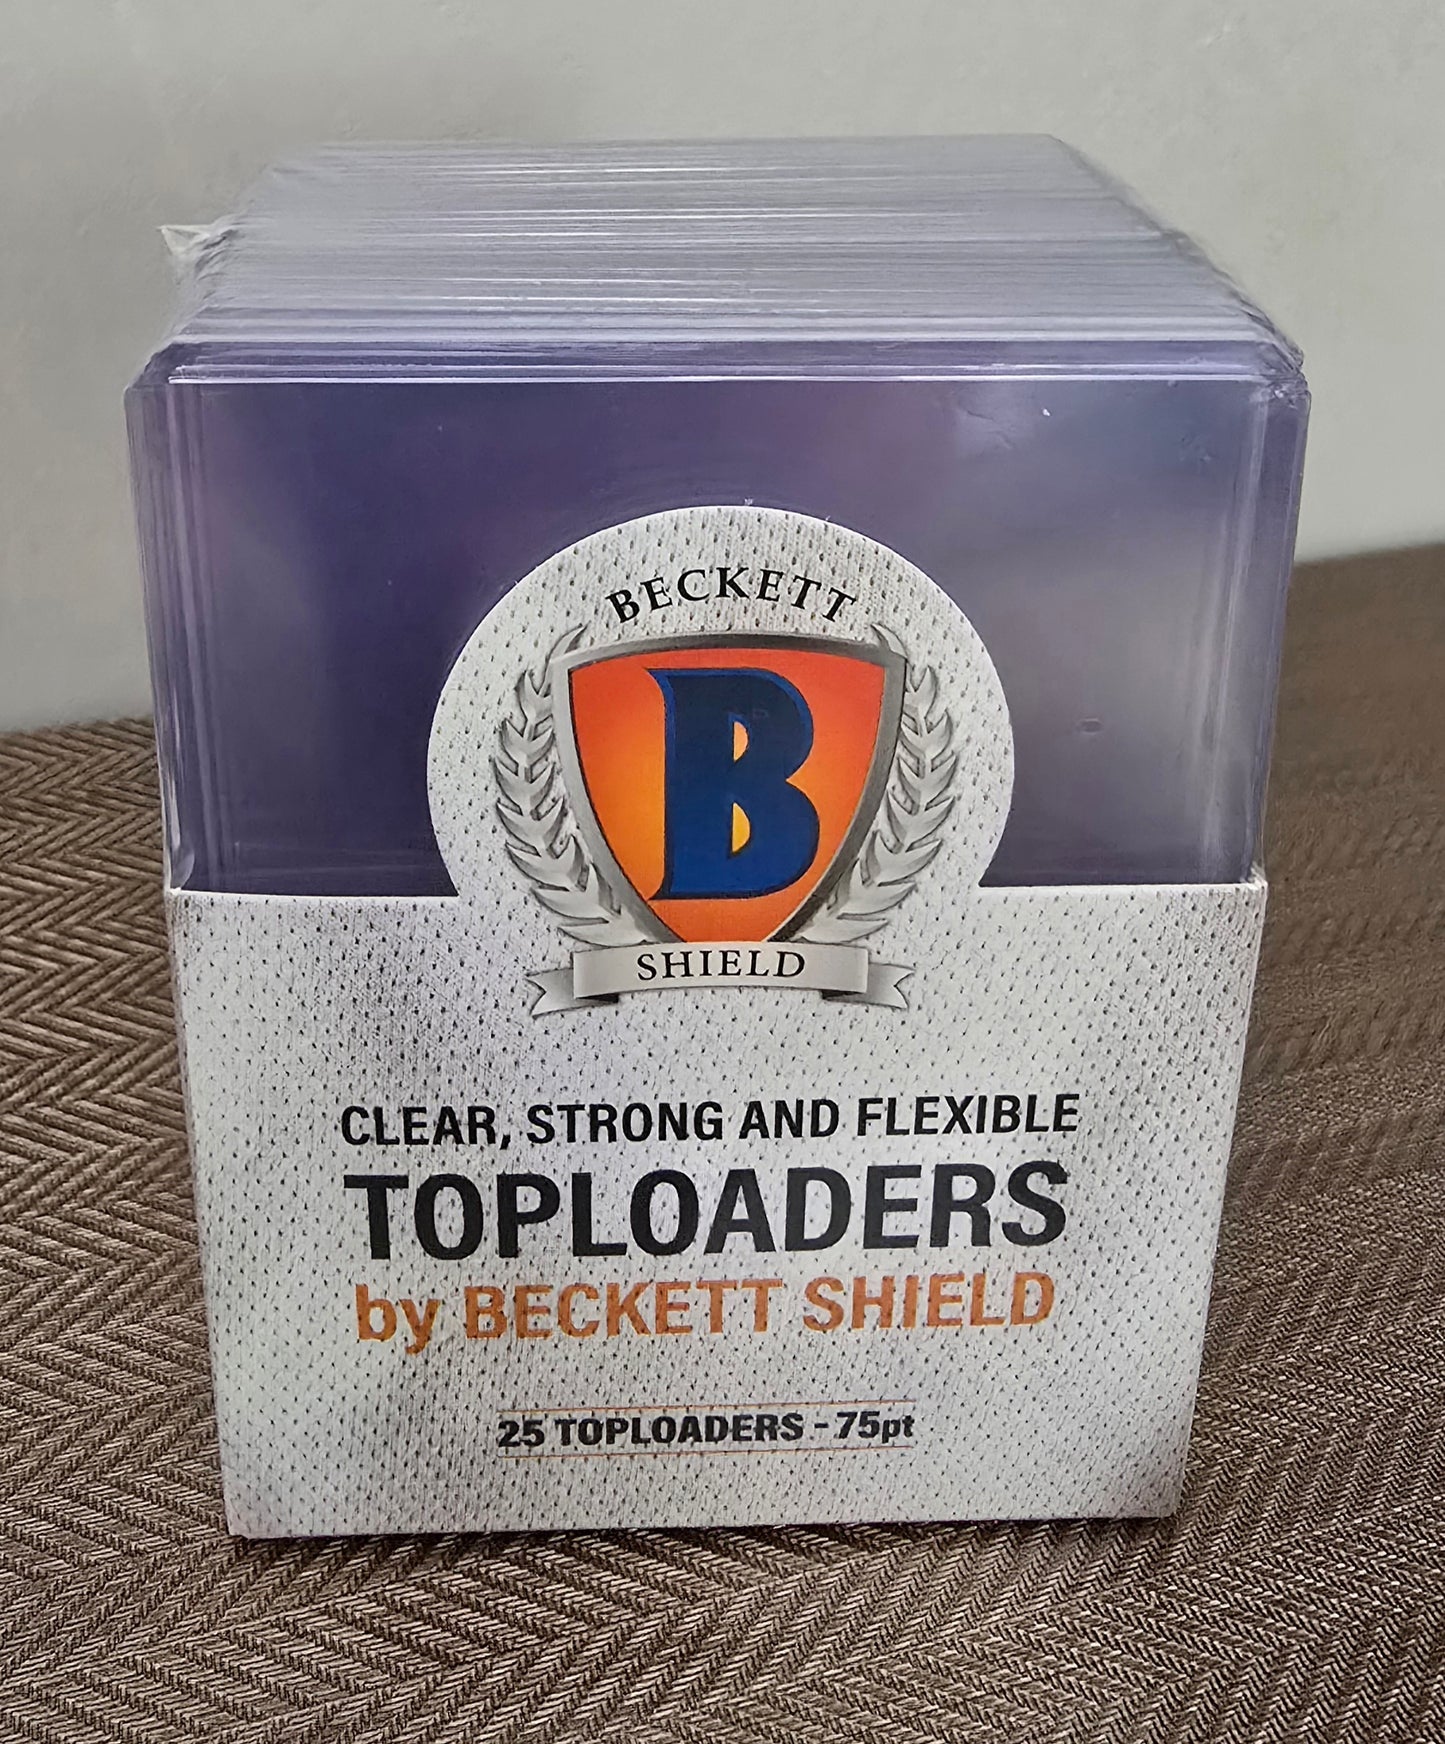 BECKETT
B
SHIELD
CLEAR, STRONG AND FLEXIBLE
TOPLOADERS
by BECKETT SHIELD
25 TOPLOADERS - 75pt